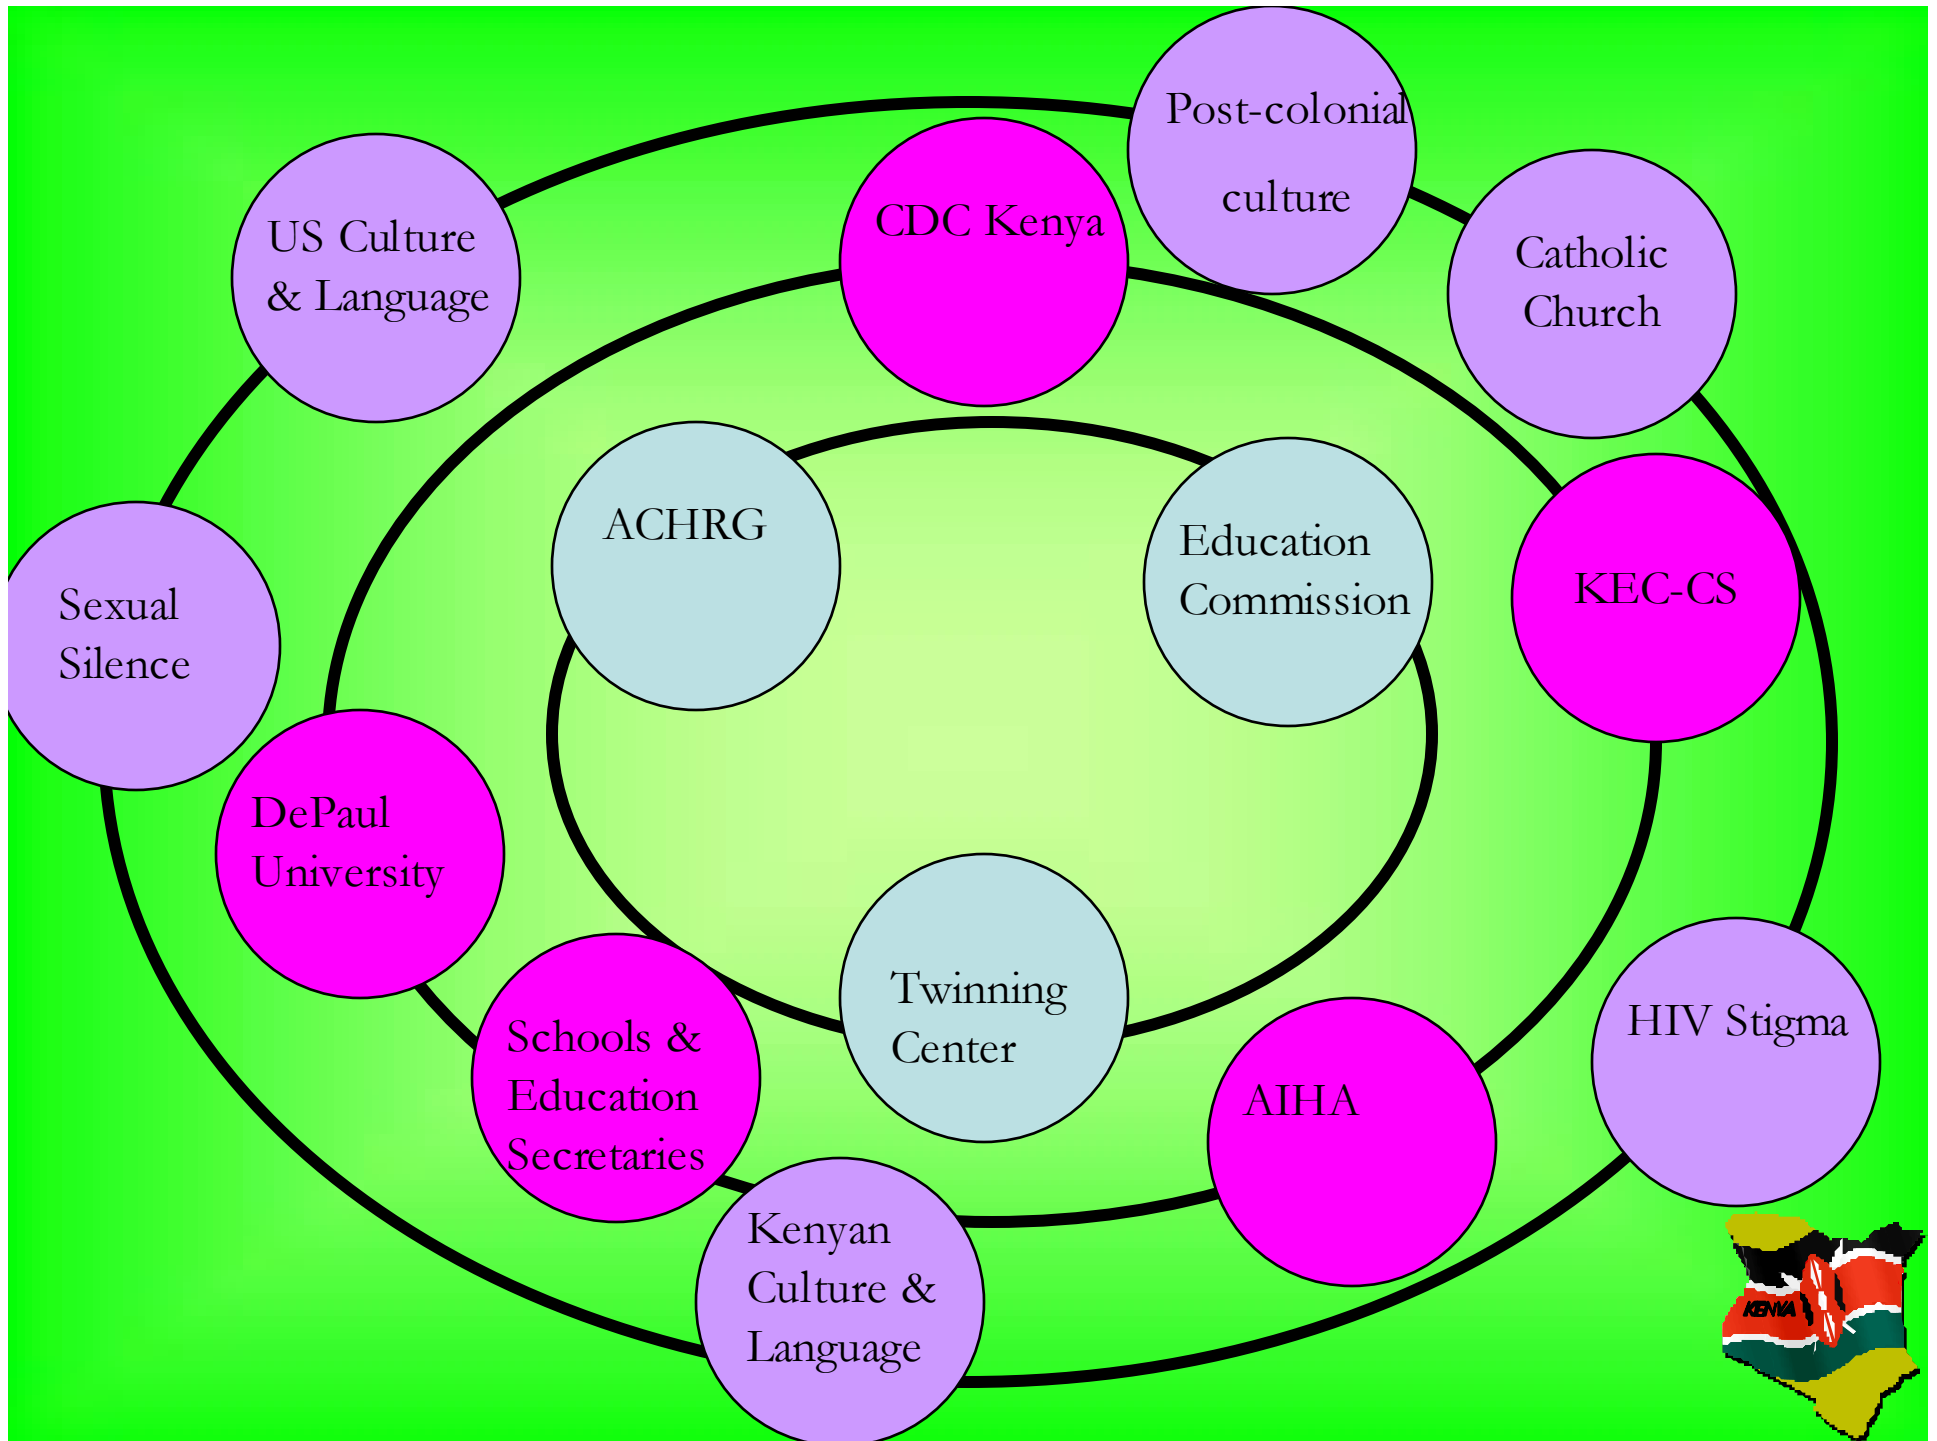 Post-colonial
culture
US Culture
& Language
CDC Kenya
Catholic
Church
ACHRG
Education
Commission
KEC-CS
Sexual
Silence
DePaul
University
Twinning
Center
Schools &
Education
Secretaries
AIHA
HIV Stigma
Kenyan
Culture &
Language
KENYA